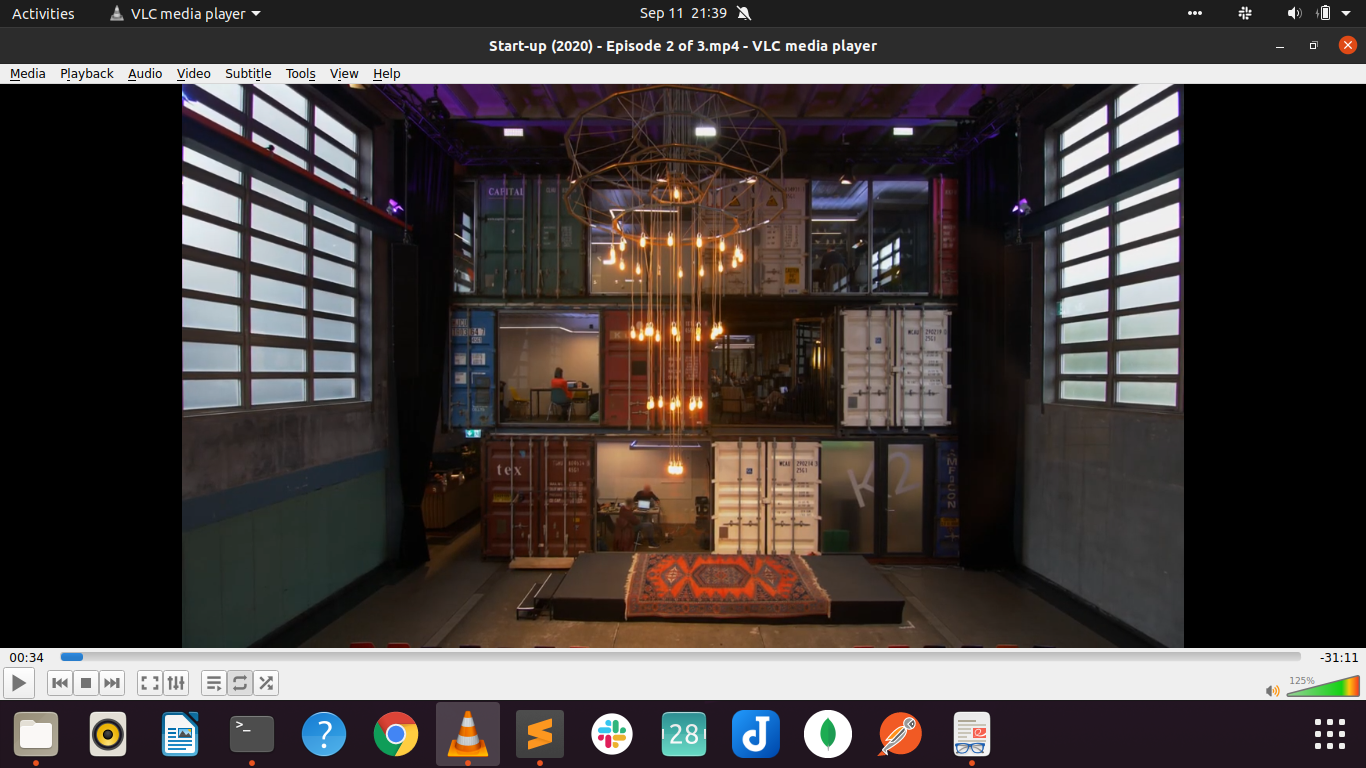 Activities
VLC media player
Sep 11 21:39
Start-up (2020) - Episode 2 of 3.mp4 - VLC media player
Media Playback Audio Video Subtitle Tools View Help
CAPITAL
tex
K2
00:34
-31:11
125%
>_
?
28